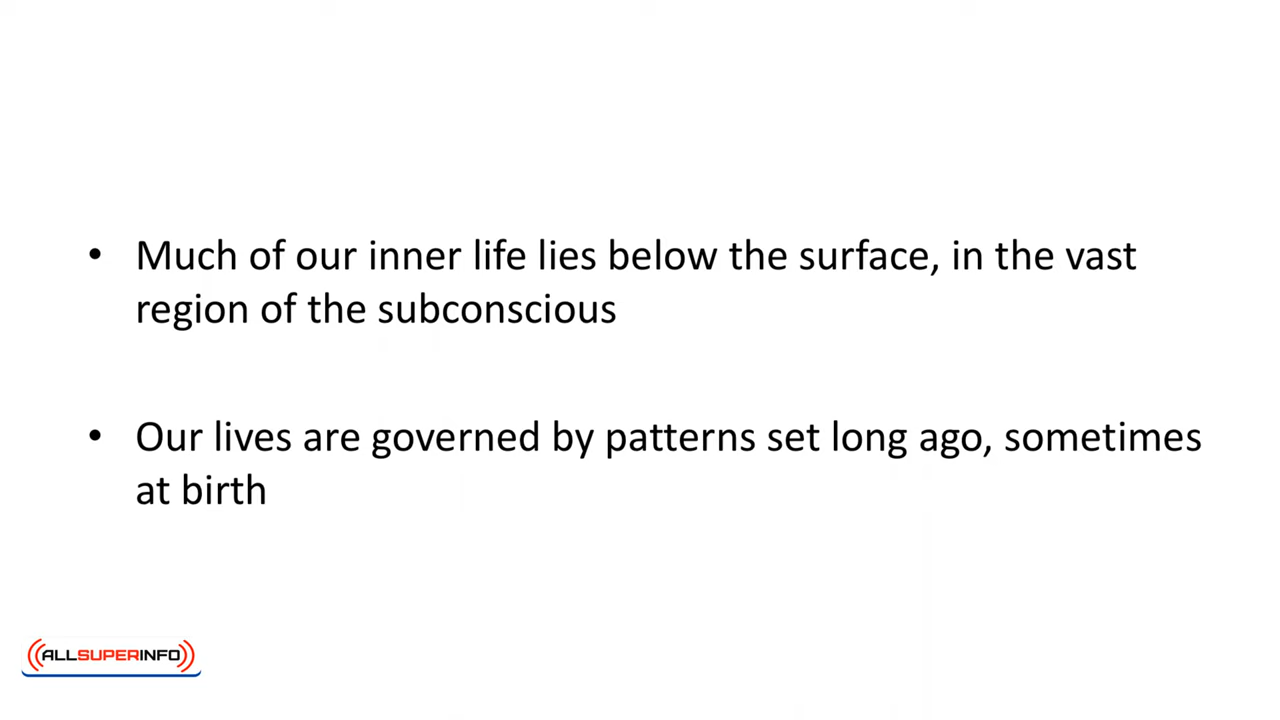 • Much of our inner life lies below the surface, in the vast
region of the subconscious
• Our lives are governed by patterns set long ago, sometimes
at birth
((ALLSUPERINFO))